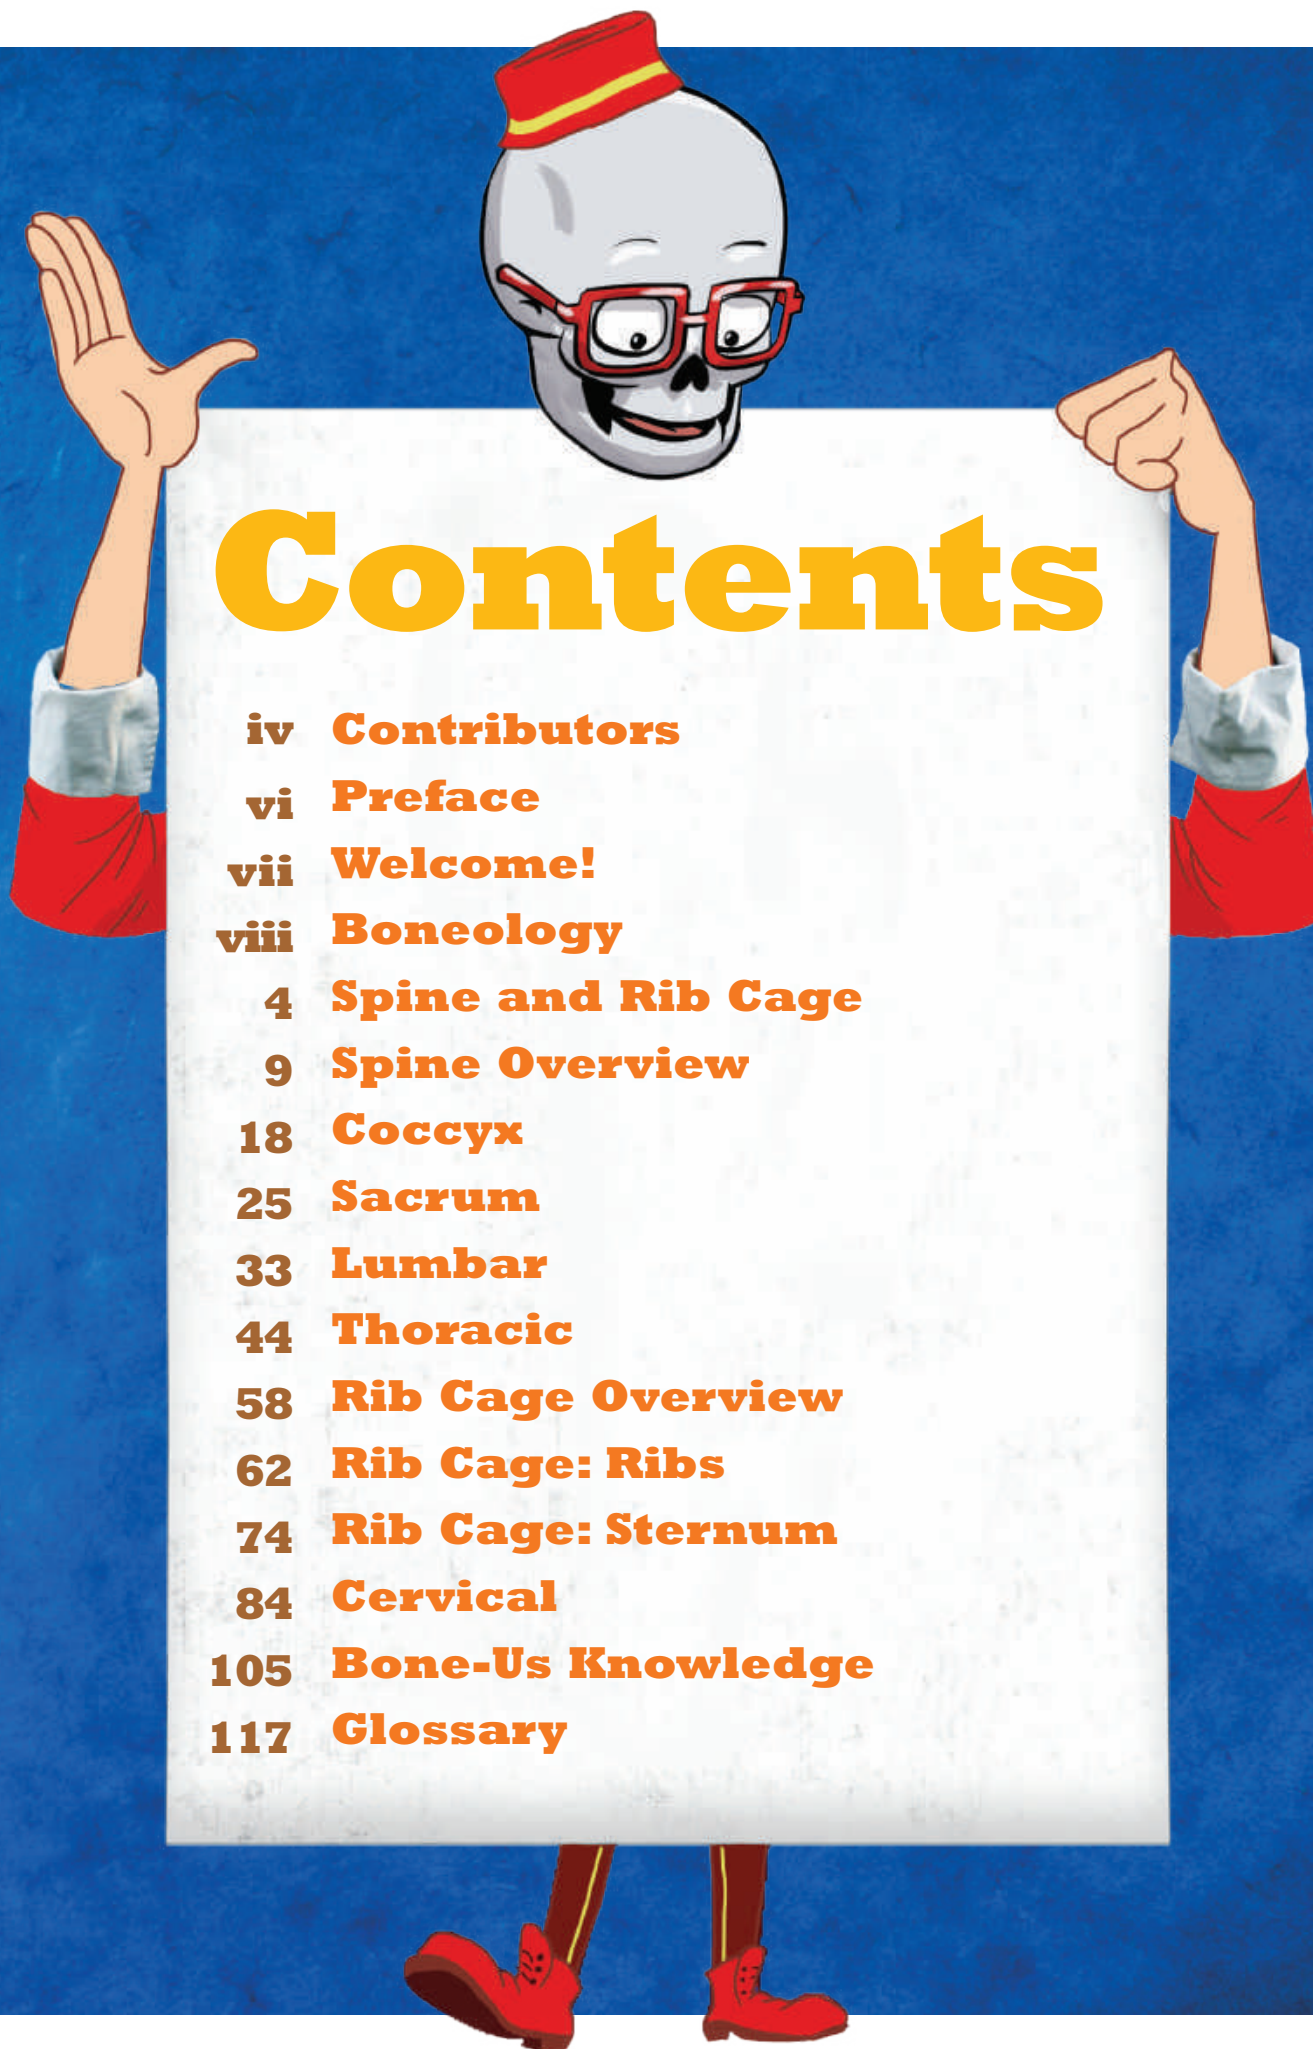 Contents
iv Contributors
vi Preface
vii Welcome!
viii Boneology
4 Spine and Rib Cage
9 Spine Overview
18 Coccyx
25 Sacrum
33 Lumbar
44 Thoracic
58 Rib Cage Overview
62 Rib Cage: Ribs
74 Rib Cage: Sternum
84 Cervical
105 Bone-Us Knowledge
117 Glossary